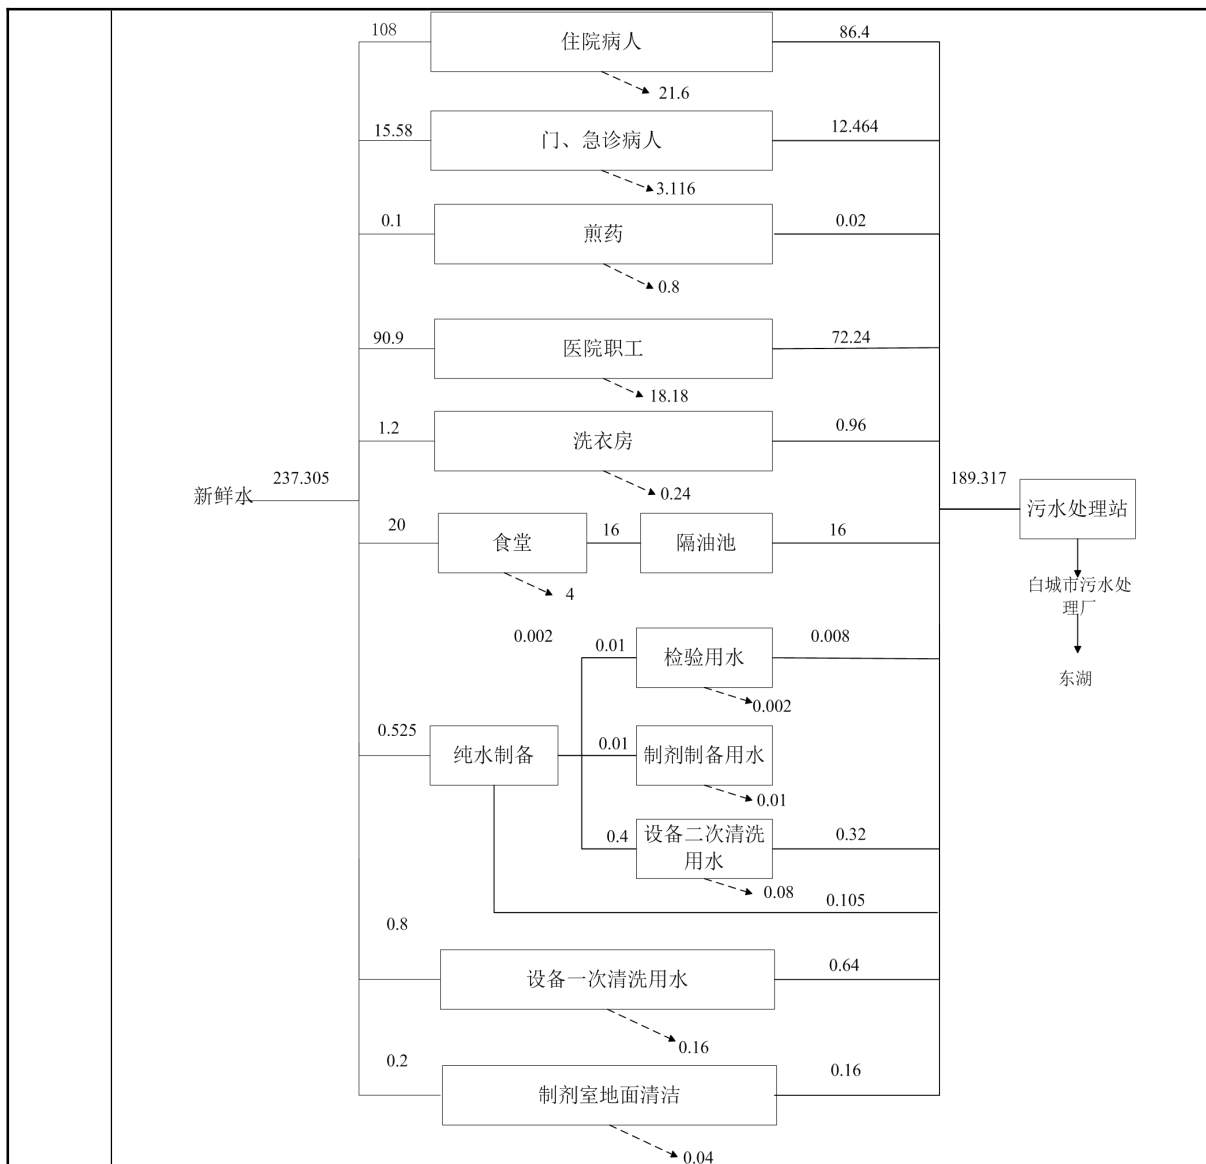 108
住院病人
86.4
21.6
15.58
门、急诊病人
12.464
3.116
0.1
煎药
0.02
0.8
90.9
医院职工
72.24
18.18
1.2
洗衣房
0.96
0.24
新鲜水
237.305
189.317
污水处理站
20
食堂
16
隔油池
16
4
白城市污水处
理厂
东湖
0.002
0.01
检验用水
0.008
0.002
0.525
纯水制备
0.01
制剂制备用水
0.01
0.4
设备二次清洗
用水
0.32
0.08
0.105
0.8
设备一次清洗用水
0.64
0.16
0.2
制剂室地面清洁
0.16
0.04